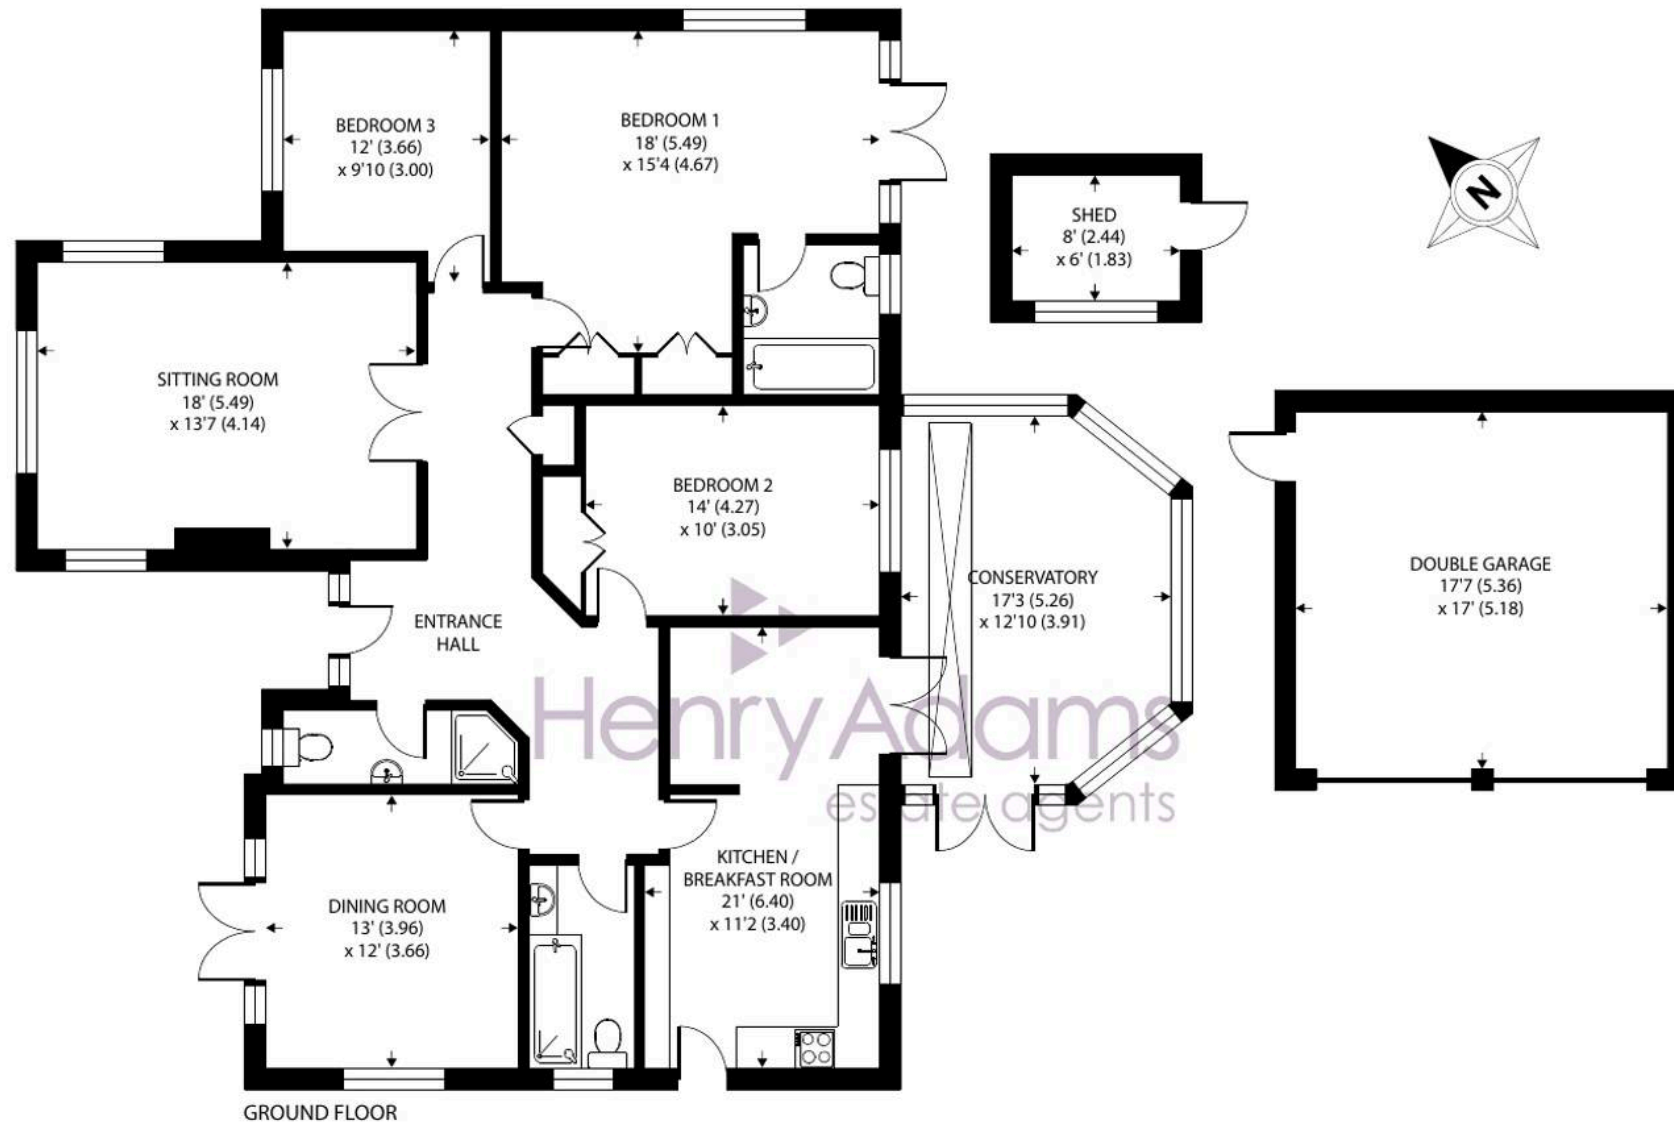 BEDROOM 3
12' (3.66)
x 9'10 (3.00)
BEDROOM 1
18' (5.49)
x 15'4 (4.67)
SHED
8' (2.44)
x 6' (1.83)
N
SITTING ROOM
18' (5.49)
x 13'7 (4.14)
BEDROOM 2
14' (4.27)
x 10' (3.05)
CONSERVATORY
17'3 (5.26)
x 12'10 (3.91)
DOUBLE GARAGE
17'7 (5.36)
x 17' (5.18)
ENTRANCE
HALL
Henry Adams
estate agents
KITCHEN /
BREAKFAST ROOM
21' (6.40)
x 11'2 (3.40)
DINING ROOM
13' (3.96)
x 12' (3.66)
GROUND FLOOR